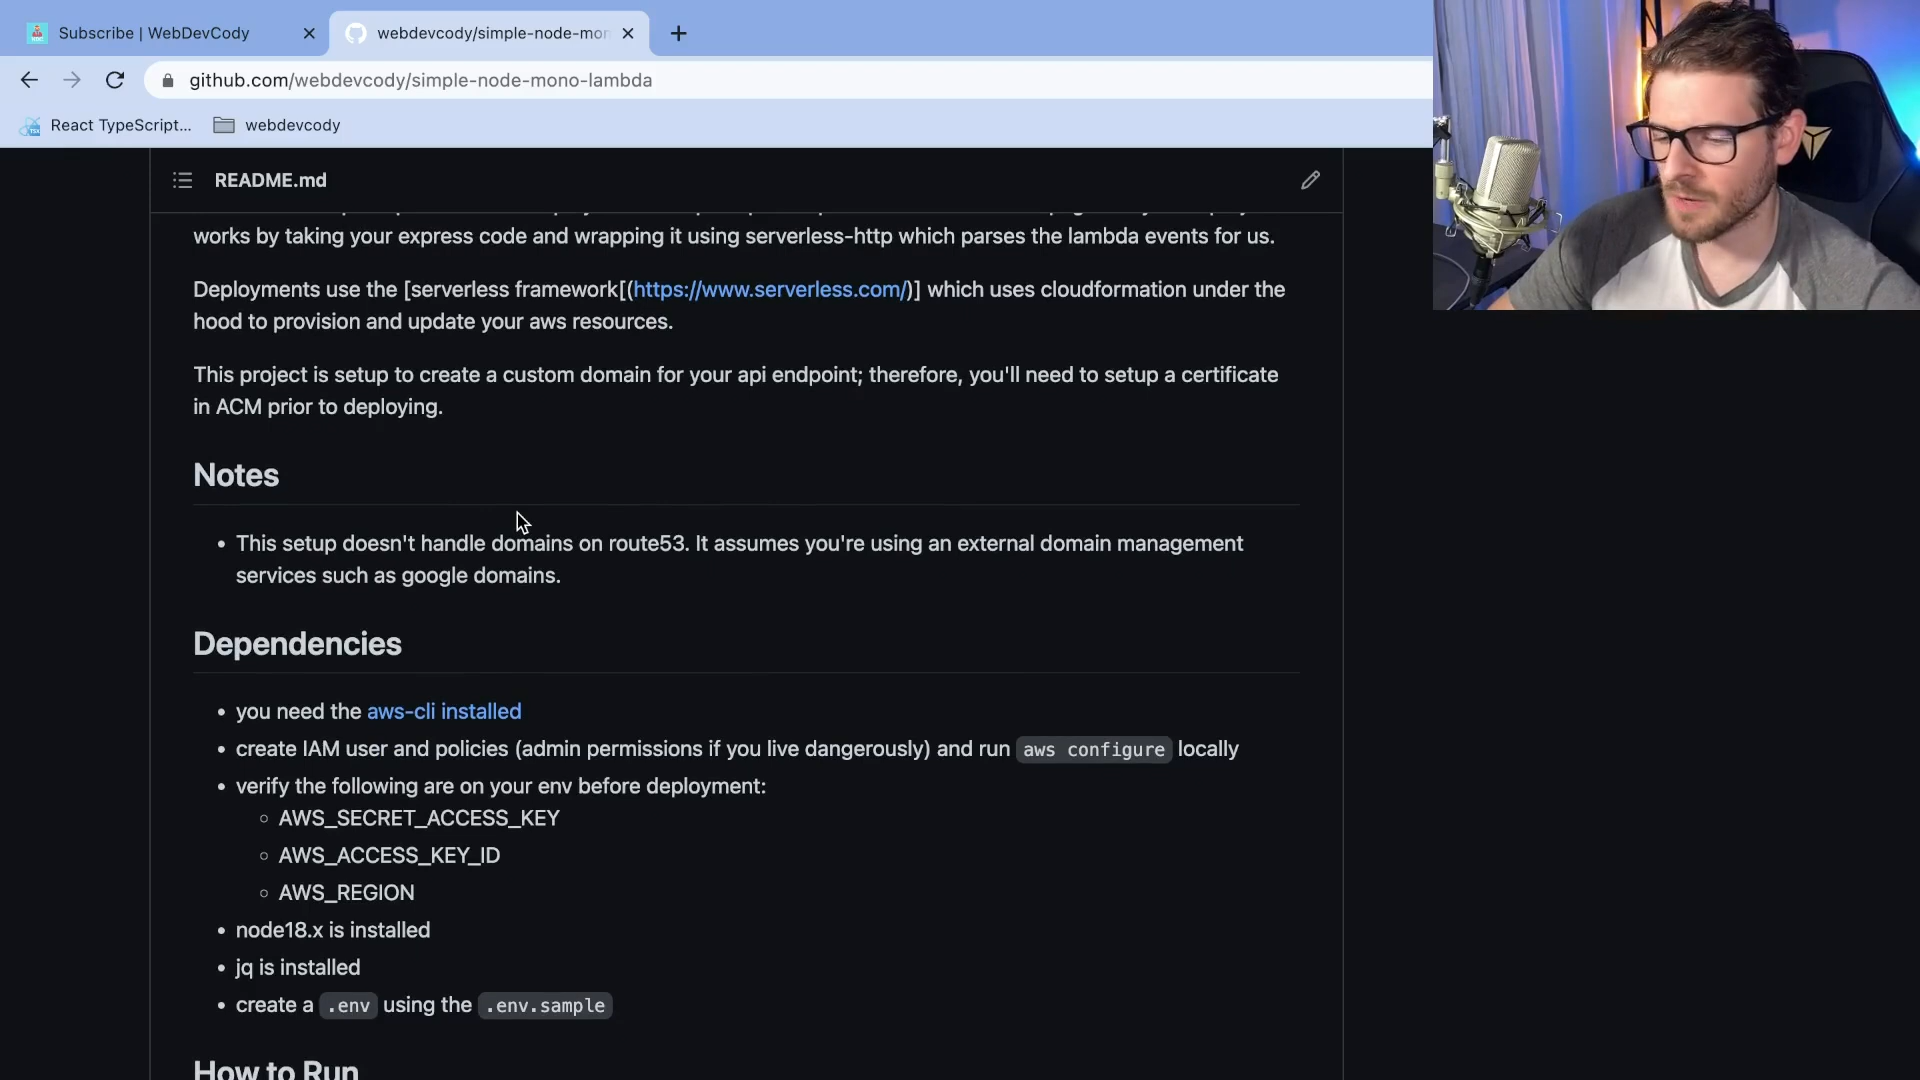 Subscribe | WebDevCody
webdevcody/simple-node-mon
github.com/webdevcody/simple-node-mono-lambda
React TypeScript...
webdevcody
README.md
works by taking your express code and wrapping it using serverless-http which parses the lambda events for us.
Deployments use the [serverless framework[(https://www.serverless.com/)] which uses cloudformation under the
hood to provision and update your aws resources.
This project is setup to create a custom domain for your api endpoint; therefore, you'll need to setup a certificate
in ACM prior to deploying.
Notes
• This setup doesn't handle domains on route53. It assumes you're using an external domain management
services such as google domains.
Dependencies
• you need the aws-cli installed
• create IAM user and policies (admin permissions if you live dangerously) and run aws configure locally
• verify the following are on your env before deployment:
◦ AWS_SECRET_ACCESS_KEY
◦ AWS_ACCESS_KEY_ID
◦ AWS_REGION
• node18.x is installed
• jq is installed
• create a .env using the .env.sample
How to Run